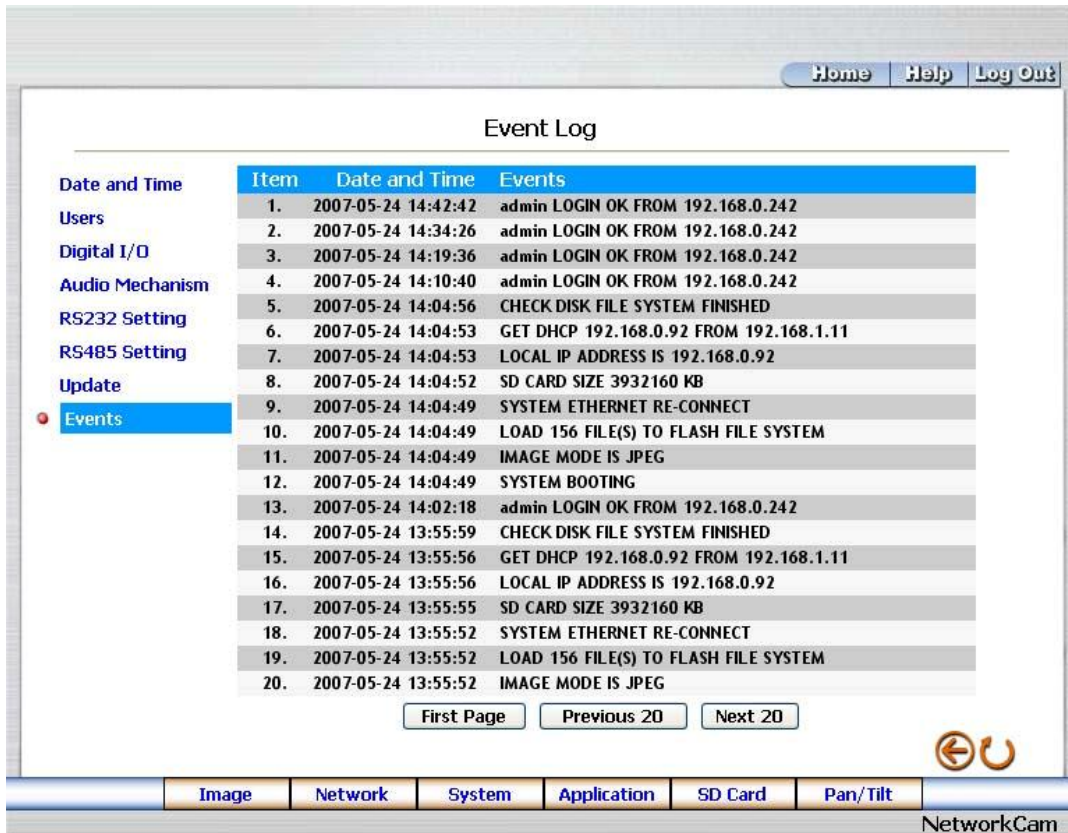 Home Help Log Out
Event Log
Date and Time
Users
Digital I/O
Audio Mechanism
RS232 Setting
RS485 Setting
Update
Events
Item Date and Time Events
1. 2007-05-24 14:42:42 admin LOGIN OK FROM 192.168.0.242
2. 2007-05-24 14:34:26 admin LOGIN OK FROM 192.168.0.242
3. 2007-05-24 14:19:36 admin LOGIN OK FROM 192.168.0.242
4. 2007-05-24 14:10:40 admin LOGIN OK FROM 192.168.0.242
5. 2007-05-24 14:04:56 CHECK DISK FILE SYSTEM FINISHED
6. 2007-05-24 14:04:53 GET DHCP 192.168.0.92 FROM 192.168.1.11
7. 2007-05-24 14:04:53 LOCAL IP ADDRESS IS 192.168.0.92
8. 2007-05-24 14:04:52 SD CARD SIZE 3932160 KB
9. 2007-05-24 14:04:49 SYSTEM ETHERNET RE-CONNECT
10. 2007-05-24 14:04:49 LOAD 156 FILE(S) TO FLASH FILE SYSTEM
11. 2007-05-24 14:04:49 IMAGE MODE IS JPEG
12. 2007-05-24 14:04:49 SYSTEM BOOTING
13. 2007-05-24 14:02:18 admin LOGIN OK FROM 192.168.0.242
14. 2007-05-24 13:55:59 CHECK DISK FILE SYSTEM FINISHED
15. 2007-05-24 13:55:56 GET DHCP 192.168.0.92 FROM 192.168.1.11
16. 2007-05-24 13:55:56 LOCAL IP ADDRESS IS 192.168.0.92
17. 2007-05-24 13:55:55 SD CARD SIZE 3932160 KB
18. 2007-05-24 13:55:52 SYSTEM ETHERNET RE-CONNECT
19. 2007-05-24 13:55:52 LOAD 156 FILE(S) TO FLASH FILE SYSTEM
20. 2007-05-24 13:55:52 IMAGE MODE IS JPEG
First Page Previous 20 Next 20
Image Network System Application SD Card Pan/Tilt
NetworkCam